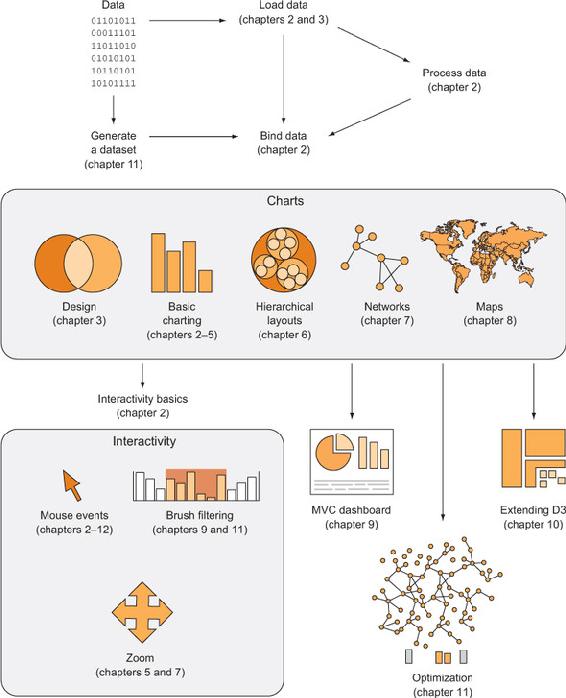 Data
01101011
00011101
11011010
01010101
10110101
10101111
Load data
(chapters 2 and 3)
Process data
(chapter 2)
Generate
a dataset
(chapter 11)
Bind data
(chapter 2)
Charts
Design
(chapter 3)
Basic
charting
(chapters 2–5)
Hierarchical
layouts
(chapter 6)
Networks
(chapter 7)
Maps
(chapter 8)
Interactivity basics
(chapter 2)
Interactivity
Mouse events
(chapters 2–12)
Brush filtering
(chapters 9 and 11)
Zoom
(chapters 5 and 7)
MVC dashboard
(chapter 9)
Extending D3
(chapter 10)
Optimization
(chapter 11)